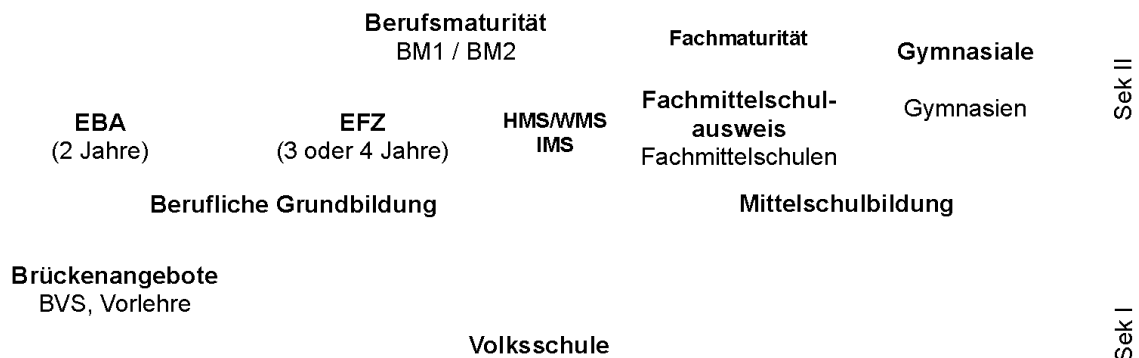 Berufsmaturität
BM1 / BM2
Fachmaturität
Gymnasiale
Sek II
EBA
(2 Jahre)
EFZ
(3 oder 4 Jahre)
HMS/WMS
IMS
Fachmittelschul-
ausweis
Fachmittelschulen
Gymnasien
Berufliche Grundbildung
Mittelschulbildung
Brückenangebote
BVS, Vorlehre
Volksschule
Sek I